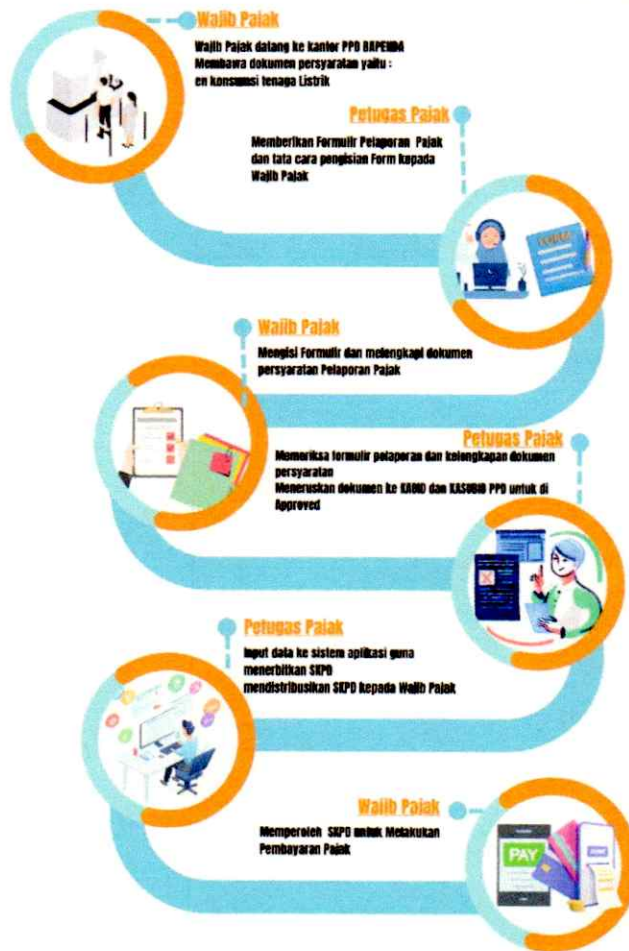 Wajib Pajak
Wajib Pajak datang ke kantor PPD BAPENDA
Membawa dokumen persyaratan yaitu :
en konsumsi tenaga Listrik
Petugas Pajak
Memberikan Formulir Pelaporan Pajak
dan tata cara pengisian Form kepada
Wajib Pajak
FORM
Wajib Pajak
Mengisi Formulir dan melengkapi dokumen
persyaratan Pelaporan Pajak
Petugas Pajak
Memeriksa formulir pelaporan dan kelengkapan dokumen
persyaratan
Meneruskan dokumen ke KABID dan KASUBID PPD untuk di
Approved
Petugas Pajak
Input data ke sistem aplikasi guna
menerbitkan SKPD
mendistribusikan SKPD kepada Wajib Pajak
Wajib Pajak
Memperoleh SKPD untuk Melakukan
Pembayaran Pajak
PAY